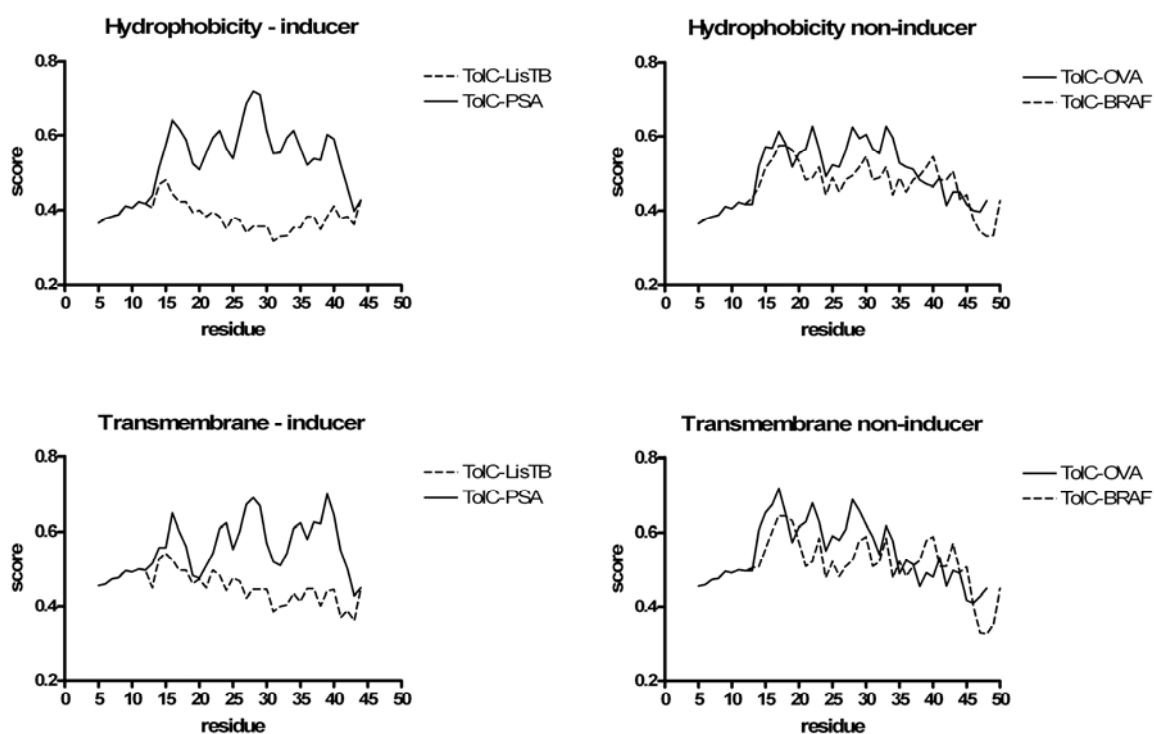 Hydrophobicity - inducer
TolC-LisTB
TolC-PSA
0.8
0.6
0.4
0.2
score
0 5 10 15 20 25 30 35 40 45 50
residue
Hydrophobicity non-inducer
TolC-OVA
TolC-BRAF
0.8
0.6
0.4
0.2
score
0 5 10 15 20 25 30 35 40 45 50
residue
Transmembrane - inducer
TolC-LisTB
TolC-PSA
0.8
0.6
0.4
0.2
score
0 5 10 15 20 25 30 35 40 45 50
residue
Transmembrane non-inducer
TolC-OVA
TolC-BRAF
0.8
0.6
0.4
0.2
score
0 5 10 15 20 25 30 35 40 45 50
residue